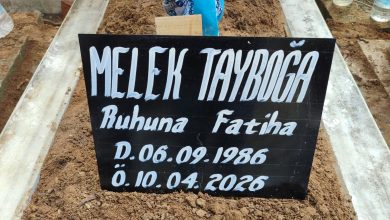 MELEK TAYBOĞA
Ruhuna Fatiha
D. 06.09.1986
Ö. 10.04.2026